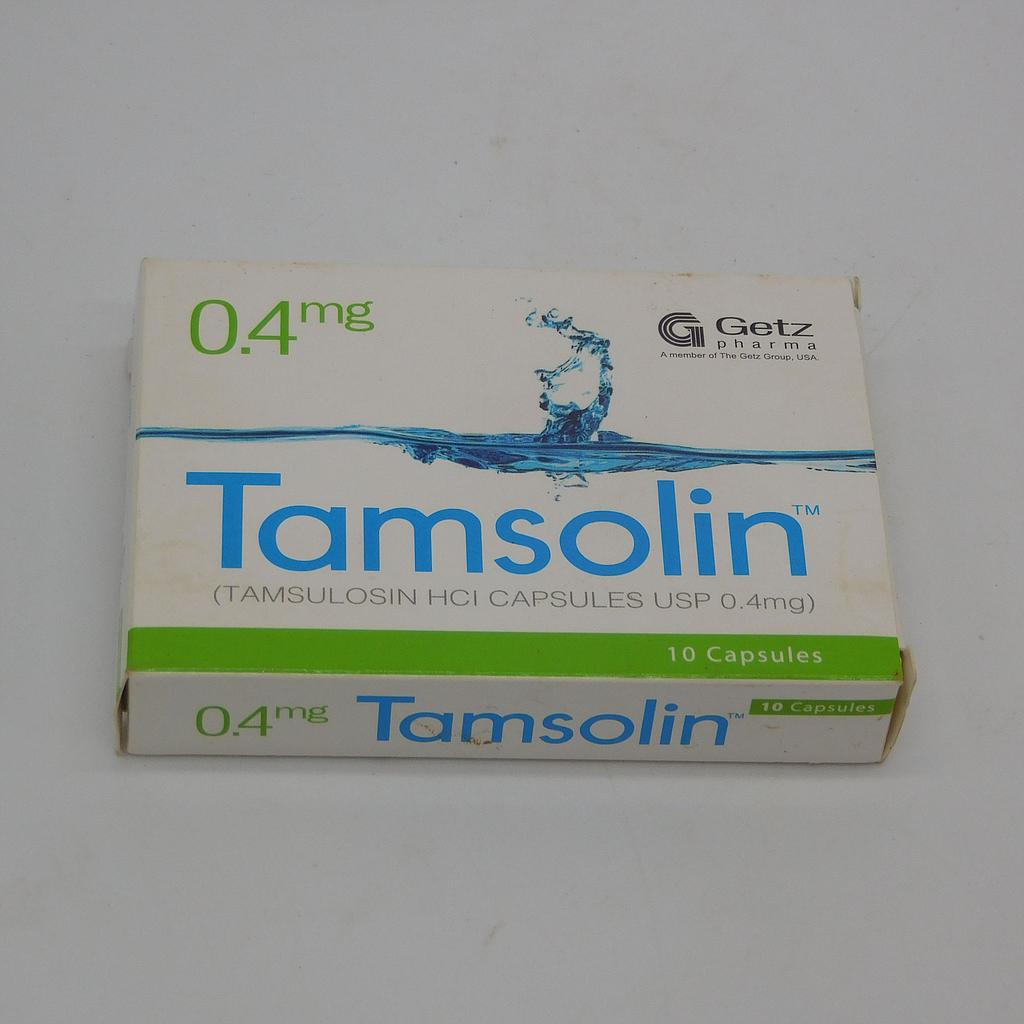 0.4mg
Getz
pharma
A member of The Getz Group, USA.
Tamsolin™
(TAMSULOSIN HCl CAPSULES USP 0.4mg)
10 Capsules
0.4mg Tamsolin™ 10 Capsules